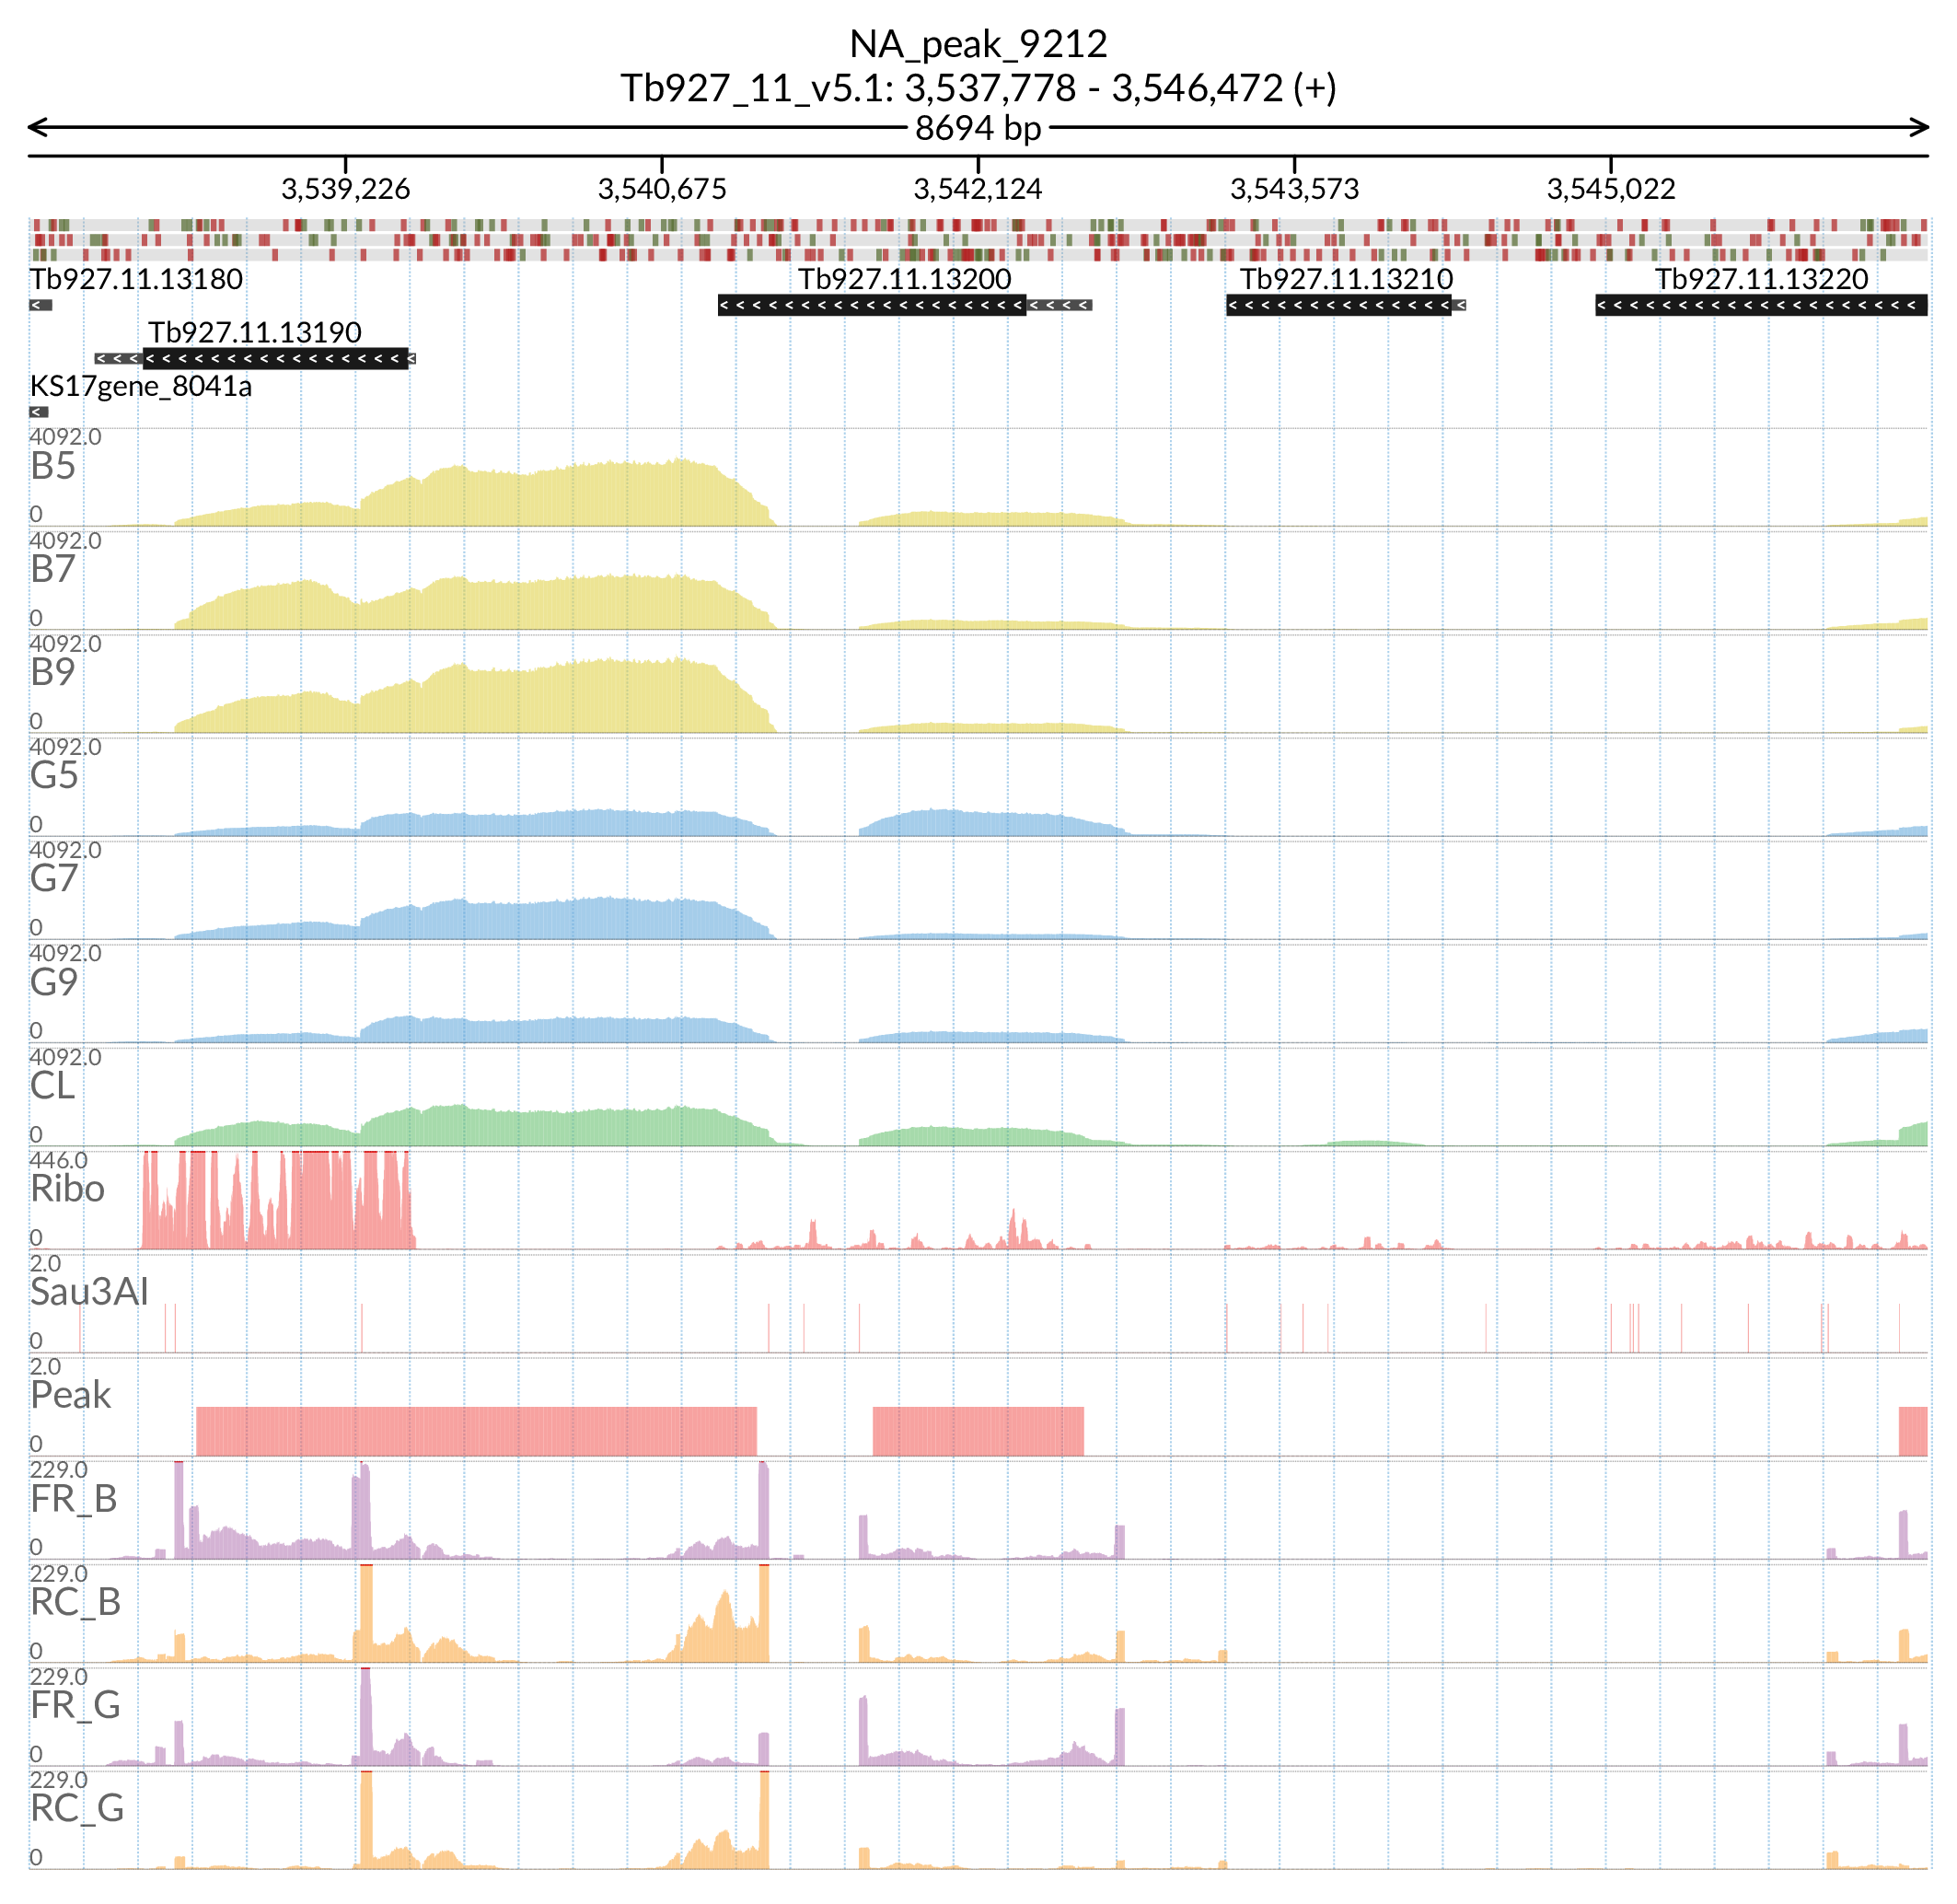 NA_peak_9212
Tb927_11_v5.1: 3,537,778 - 3,546,472 (+)
8694 bp
3,539,226 3,540,675 3,542,124 3,543,573 3,545,022
Tb927.11.13180 Tb927.11.13200 Tb927.11.13210 Tb927.11.13220
Tb927.11.13190
KS17gene_8041a
4092.0
B5
0
4092.0
B7
0
4092.0
B9
0
4092.0
G5
0
4092.0
G7
0
4092.0
G9
0
4092.0
CL
0
446.0
Ribo
0
2.0
Sau3AI
0
2.0
Peak
0
229.0
FR_B
0
229.0
RC_B
0
229.0
FR_G
0
229.0
RC_G
0